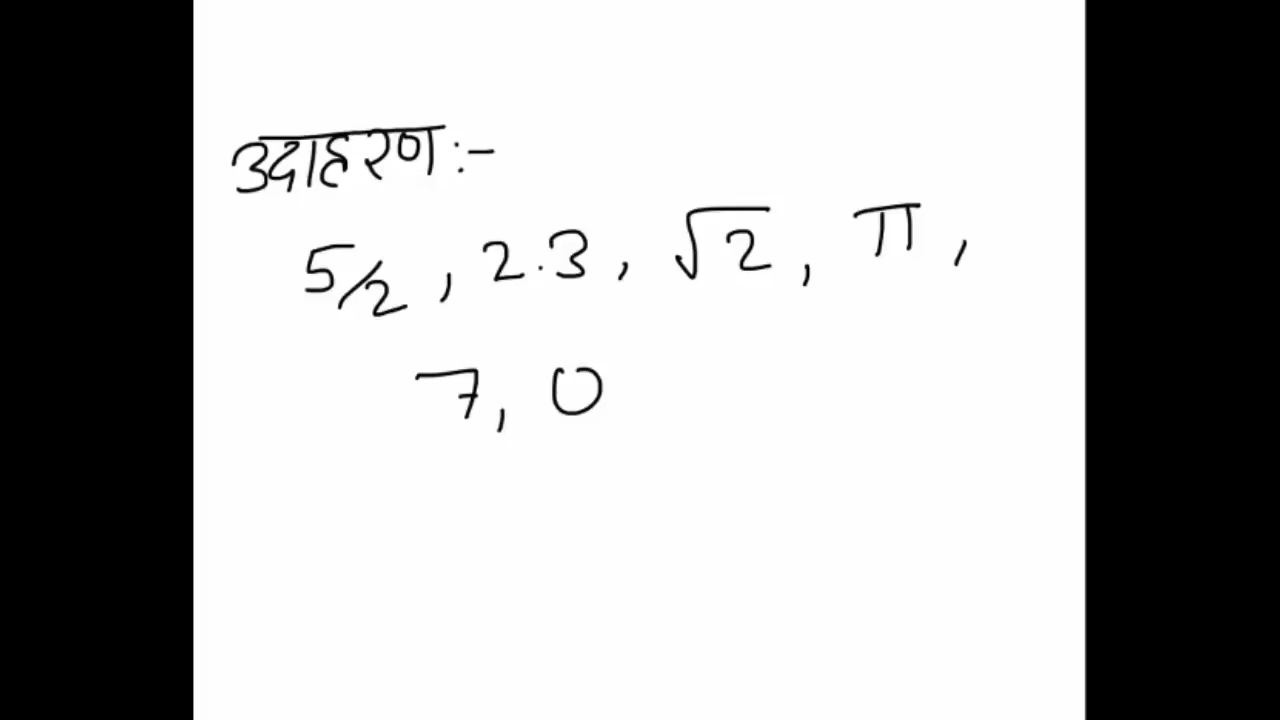 उदाहरण :-
5/2 , 2.3 , √2 , π ,
7 , 0